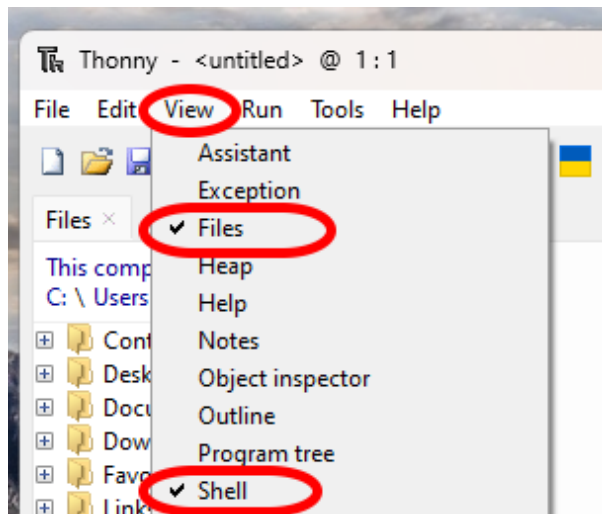 Thonny - <untitled> @ 1:1
File Edit View Run Tools Help
Files
This comp
C: \ Users
Cont
Desk
Docu
Dow
Favo
Link
Assistant
Exception
Files
Heap
Help
Notes
Object inspector
Outline
Program tree
Shell